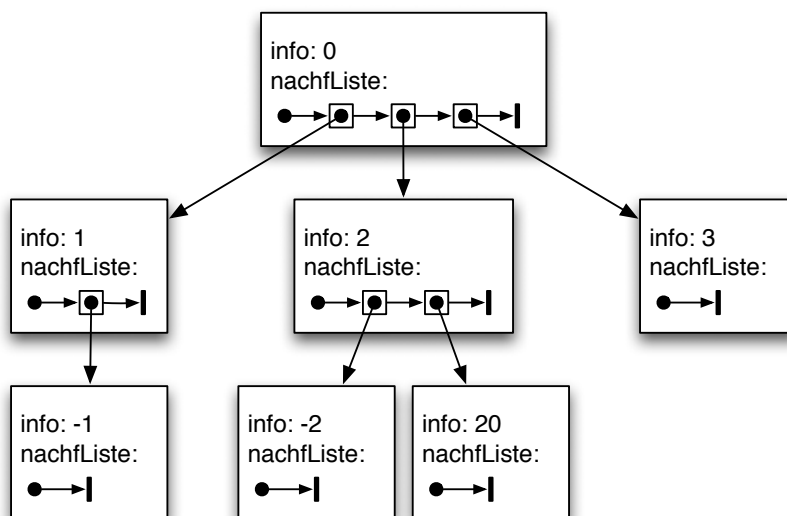 info: 0
nachfListe:
info: 1
nachfListe:
info: 2
nachfListe:
info: 3
nachfListe:
info: -1
nachfListe:
info: -2
nachfListe:
info: 20
nachfListe: